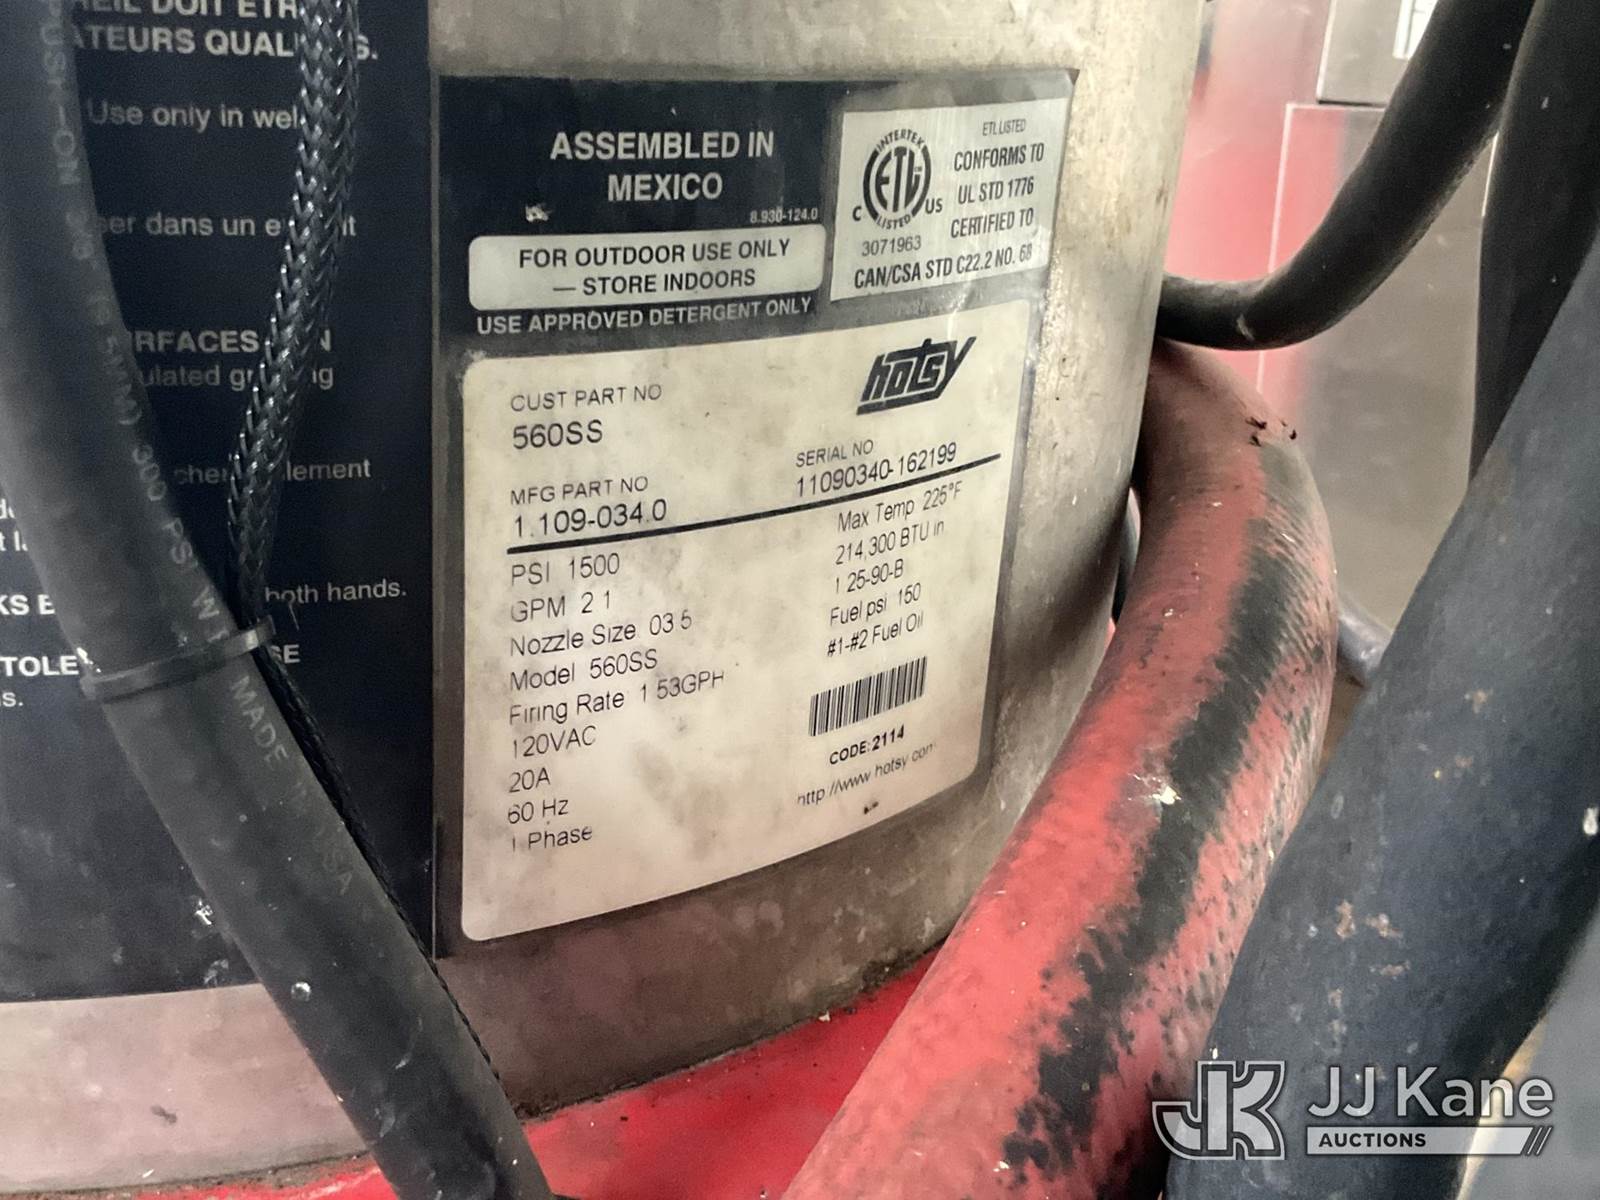 DOIT
QUAL
Use only in wel
dans un
RFACES
ulated
lement
both hands.
TOLE
PUSH-ON
300 PSI
MADE
USA
ASSEMBLED IN
MEXICO
8.930-124.0
FOR OUTDOOR USE ONLY
— STORE INDOORS
USE APPROVED DETERGENT ONLY
INTERTEK
ETL
LISTED
C US
3071963
ETL LISTED
CONFORMS TO
UL STD 1776
CERTIFIED TO
CAN/CSA STD C22.2 NO. 68
hotsy
CUST PART NO
560SS
MFG PART NO
1.109-034.0
SERIAL NO
11090340-162199
PSI 1500
GPM 2 1
Nozzle Size 03 5
Model 560SS
Firing Rate 1 53GPH
120VAC
20A
60 Hz
1 Phase
Max Temp 225°F
214,300 BTU in
1 25-90-B
Fuel psi 150
#1-#2 Fuel Oil
CODE:2114
http://www hotsy com
JK
JJ Kane
AUCTIONS